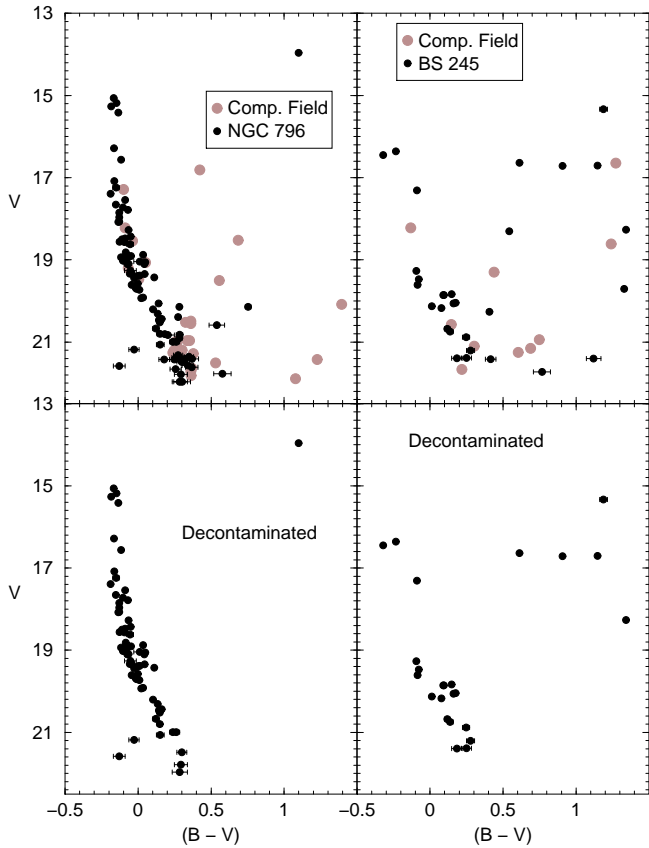 13
15
17
19
21
13
15
17
19
21
V
V
Comp. Field
NGC 796
Comp. Field
BS 245
Decontaminated
Decontaminated
−0.5
0
0.5
1
−0.5
0
0.5
1
(B − V)
(B − V)